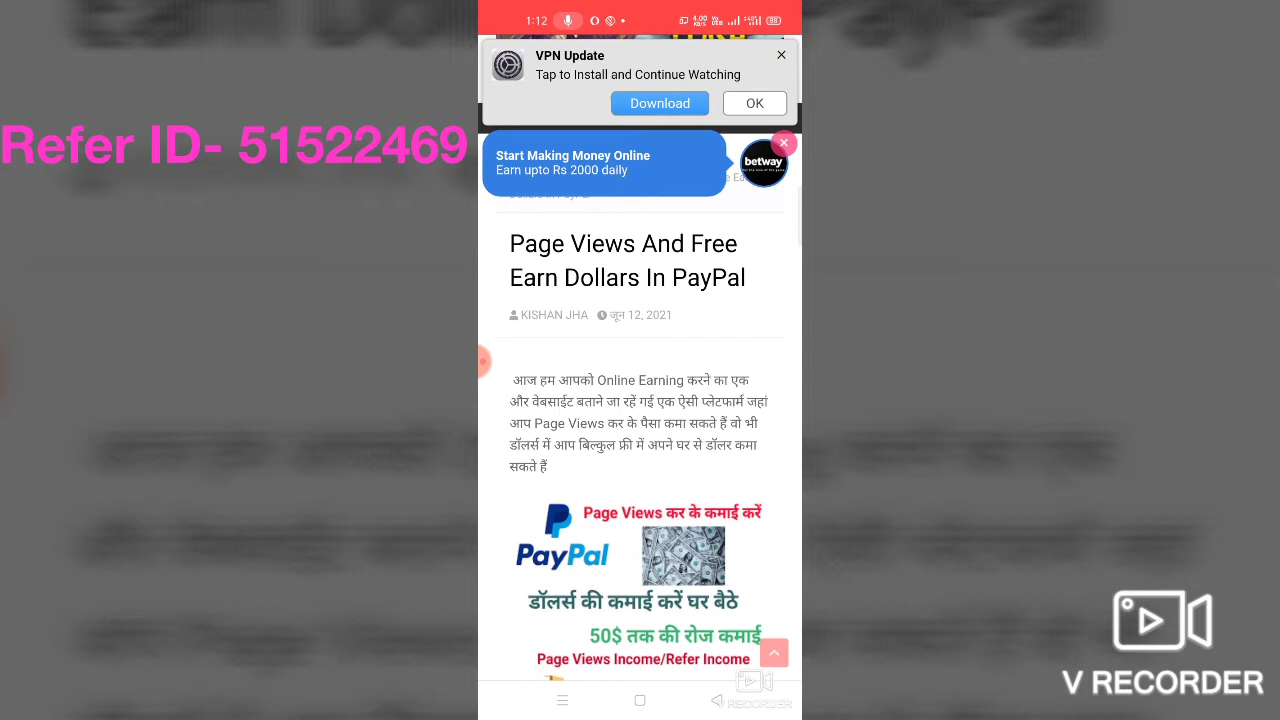 1:12
VPN Update
Tap to Install and Continue Watching
Download
OK
Refer ID- 51522469
Start Making Money Online
Earn upto Rs 2000 daily
betway
Page Views And Free
Earn Dollars In PayPal
KISHAN JHA जून 12, 2021
आज हम आपको Online Earning करने का एक
और वेबसाईट बताने जा रहें गई एक ऐसी प्लेटफार्म जहां
आप Page Views कर के पैसा कमा सकते हैं वो भी
डॉलर्स में आप बिल्कुल फ्री में अपने घर से डॉलर कमा
सकते हैं
Page Views कर के कमाई करें
PayPal
डॉलर्स की कमाई करें घर बैठे
50$ तक की रोज कमाई
Page Views Income/Refer Income
V RECORDER